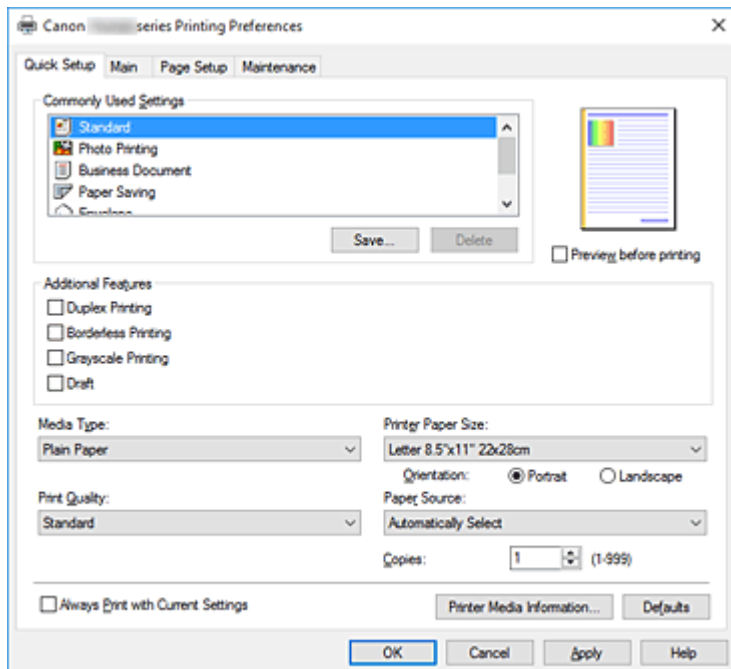 Canon series Printing Preferences
Quick Setup Main Page Setup Maintenance
Commonly Used Settings
Standard
Photo Printing
Business Document
Paper Saving
Save... Delete
Preview before printing
Additional Features
Duplex Printing
Borderless Printing
Grayscale Printing
Draft
Media Type: Printer Paper Size:
Plain Paper Letter 8.5"x11" 22x28cm
Orientation: Portrait Landscape
Print Quality: Paper Source:
Standard Automatically Select
Copies: 1 (1-999)
Always Print with Current Settings Printer Media Information... Defaults
OK Cancel Apply Help